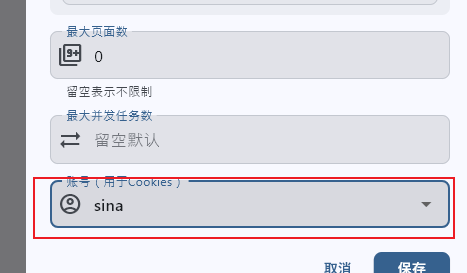 最大页面数
9+
0
留空表示不限制
最大并发任务数
留空默认
账号（用于Cookies）
sina
取消
保存